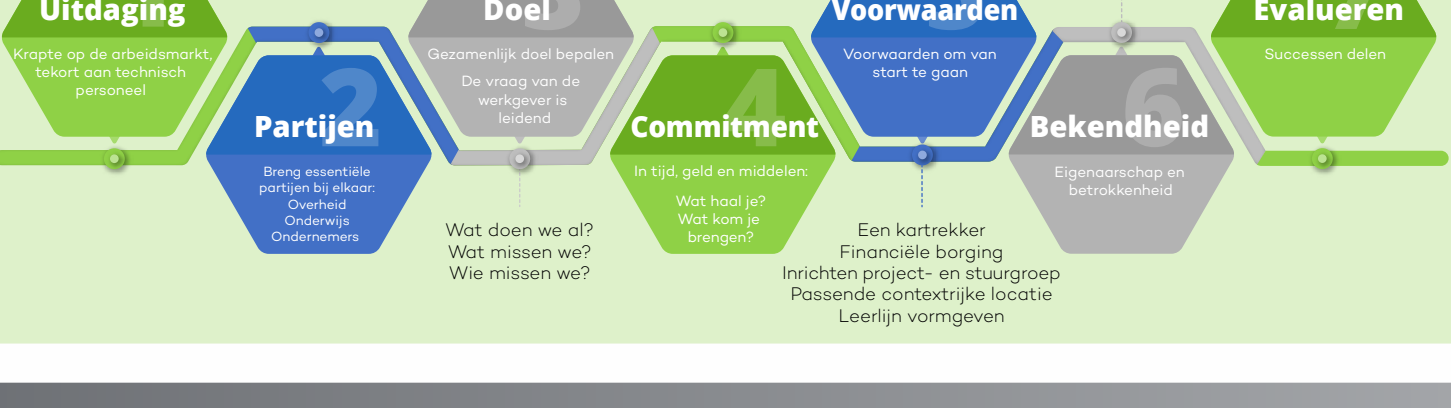 Uitdaging
Krapte op de arbeidsmarkt,
tekort aan technisch
personeel
2
Partijen
Breng essentiële
partijen bij elkaar:
Overheid
Onderwijs
Ondernemers
3
Doel
Gezamenlijk doel bepalen
De vraag van de
werkgever is
leidend
Wat doen we al?
Wat missen we?
Wie missen we?
4
Commitment
In tijd, geld en middelen:
Wat haal je?
Wat kom je
brengen?
Voorwaarden
Voorwaarden om van
start te gaan
Een kartrekker
Financiële borging
Inrichten project- en stuurgroep
Passende contextrijke locatie
Leerlijn vormgeven
6
Bekendheid
Eigenaarschap en
betrokkenheid
Evalueren
Successen delen